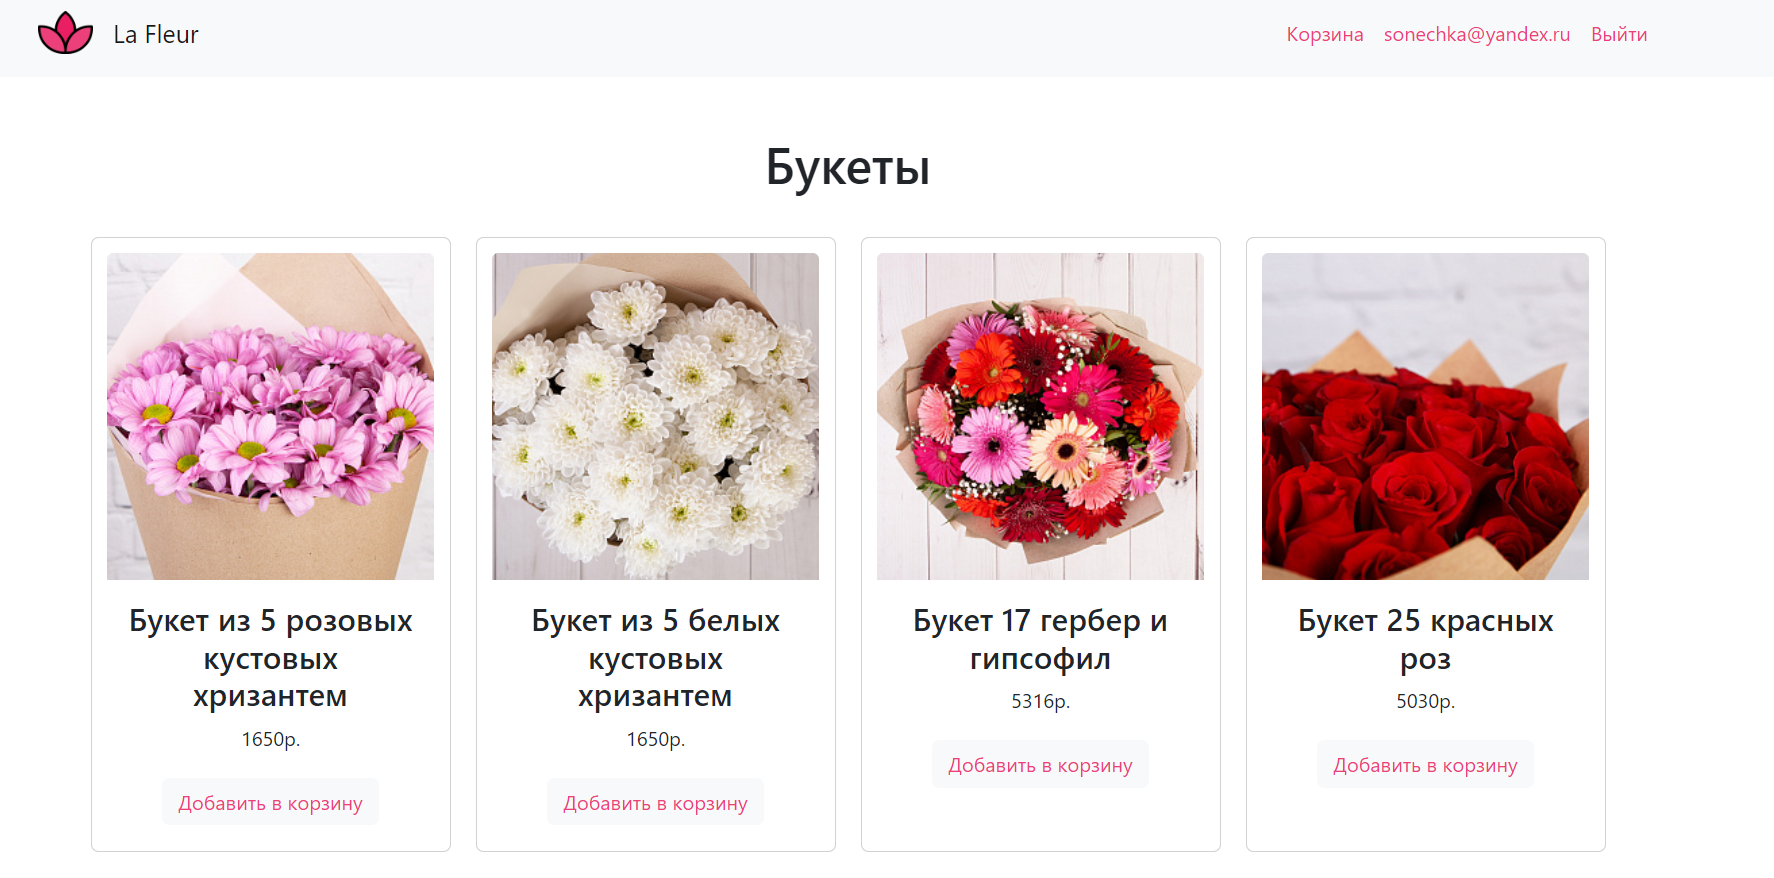 La Fleur
Корзина sonechka@yandex.ru Выйти
Букеты
Букет из 5 розовых
кустовых
хризантем
1650р.
Добавить в корзину
Букет из 5 белых
кустовых
хризантем
1650р.
Добавить в корзину
Букет 17 гербер и
гипсофил
5316р.
Добавить в корзину
Букет 25 красных
роз
5030р.
Добавить в корзину